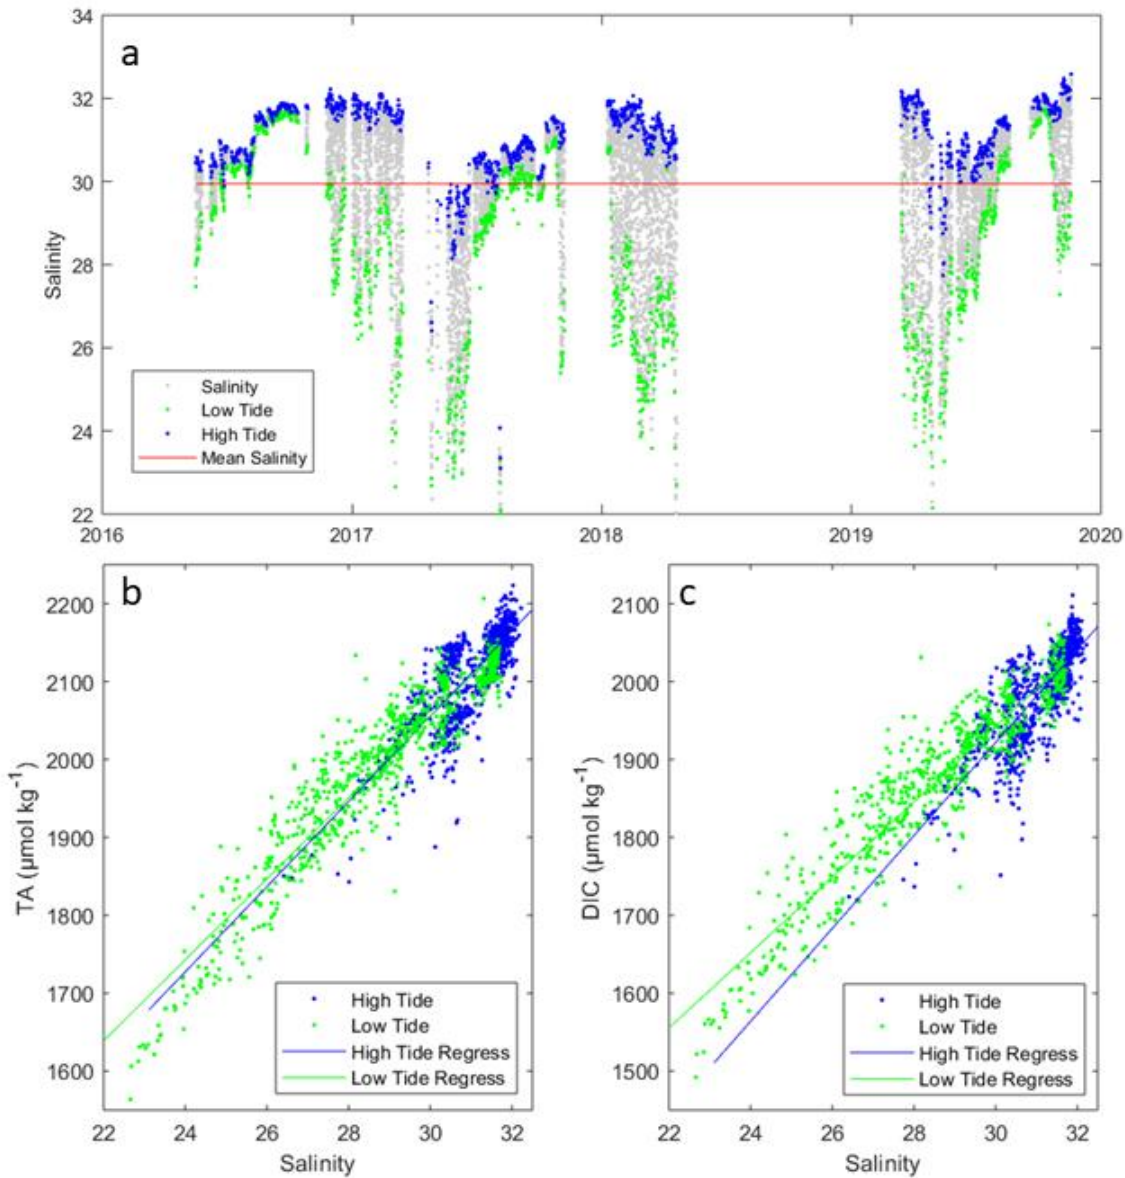 a
34
32
30
28
26
24
22
Salinity
Salinity
Low Tide
High Tide
Mean Salinity
2016
2017
2018
2019
2020
b
2200
2100
2000
1900
1800
1700
1600
TA (µmol kg⁻¹)
High Tide
Low Tide
High Tide Regress
Low Tide Regress
22
24
26
28
30
32
Salinity
c
2100
2000
1900
1800
1700
1600
1500
DIC (µmol kg⁻¹)
High Tide
Low Tide
High Tide Regress
Low Tide Regress
22
24
26
28
30
32
Salinity